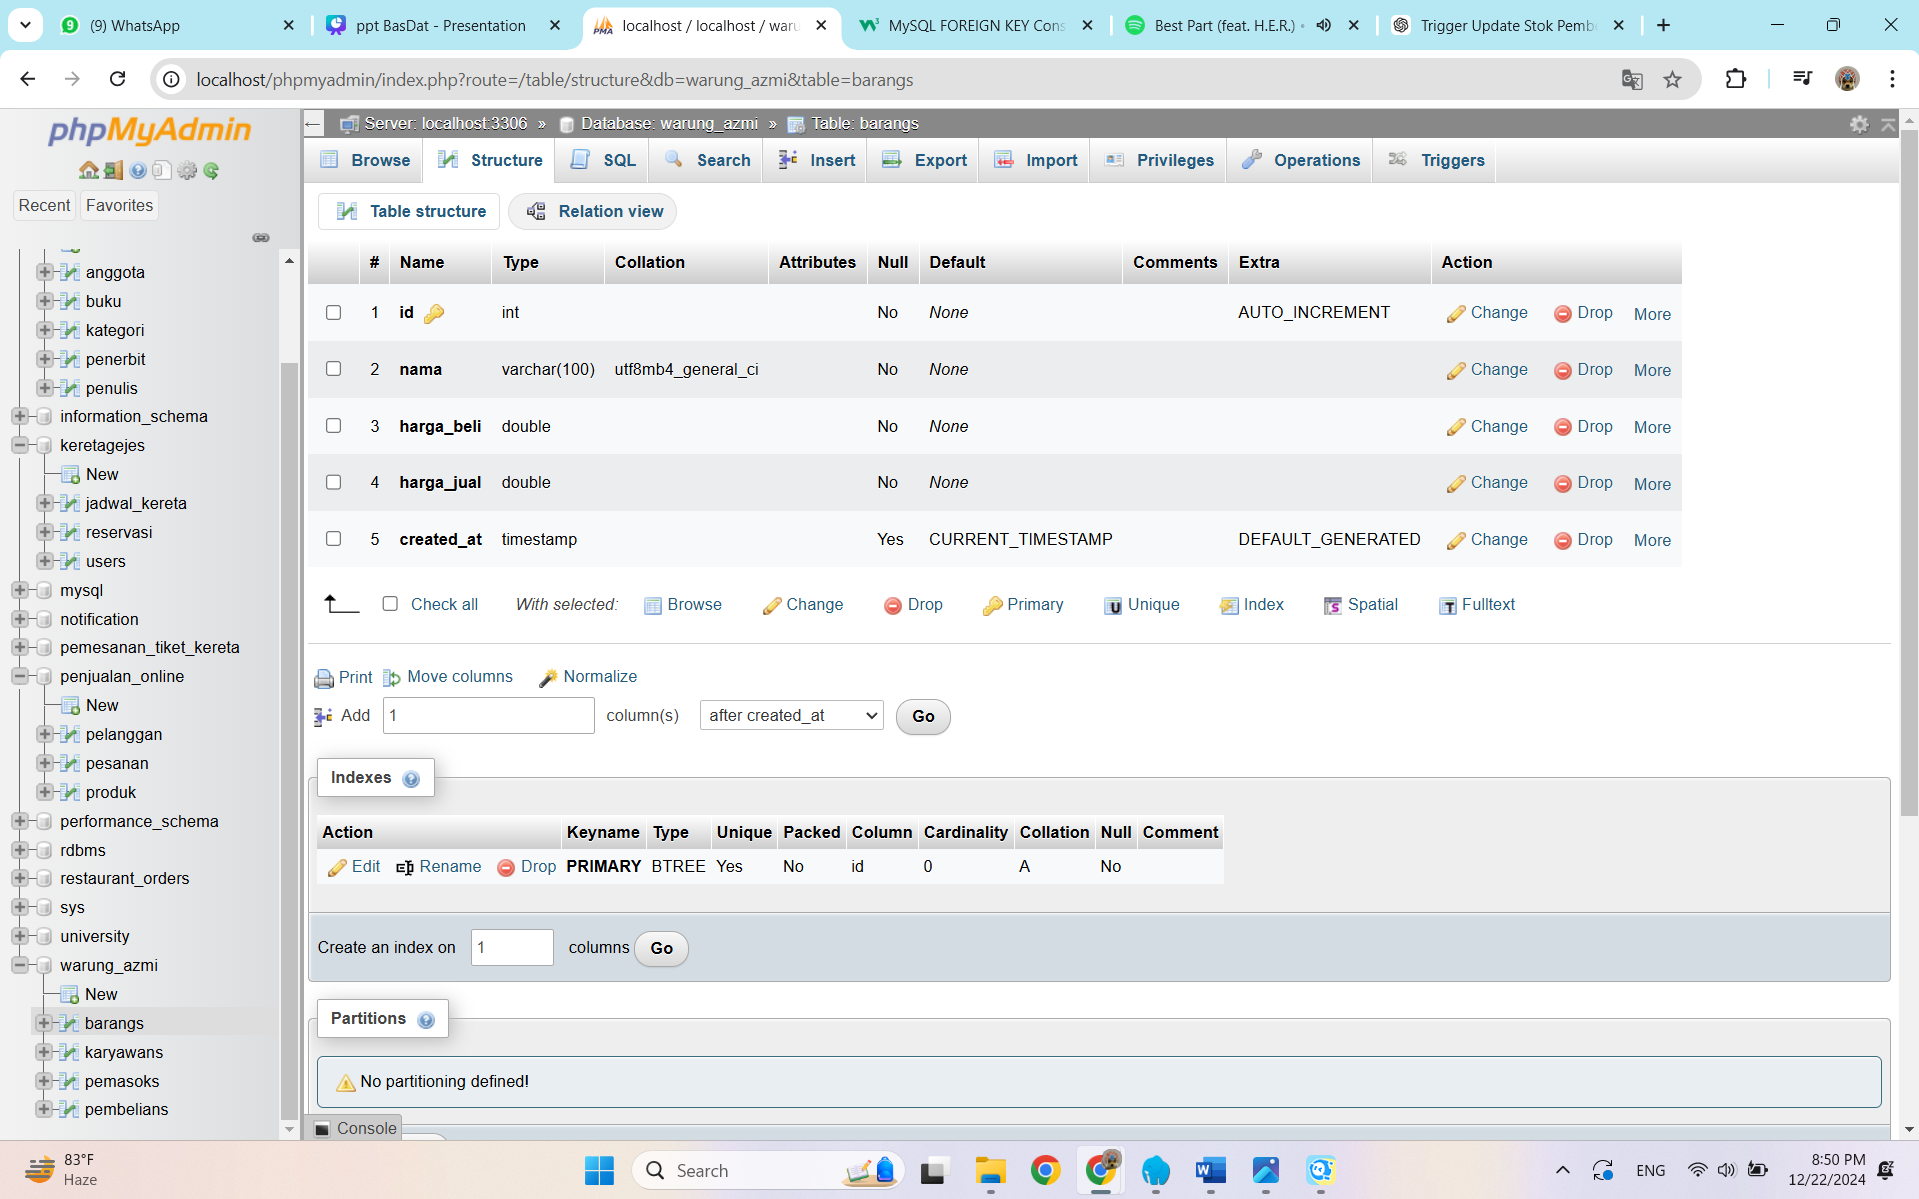 (9) WhatsApp
ppt BasDat - Presentation
localhost / localhost / waru
MySQL FOREIGN KEY Cons
Best Part (feat. H.E.R.) •
Trigger Update Stok Pemb
localhost/phpmyadmin/index.php?route=/table/structure&db=warung_azmi&table=barangs
phpMyAdmin
Recent Favorites
anggota
buku
kategori
penerbit
penulis
information_schema
keretagejes
New
jadwal_kereta
reservasi
users
mysql
notification
pemesanan_tiket_kereta
penjualan_online
New
pelanggan
pesanan
produk
performance_schema
rdbms
restaurant_orders
sys
university
warung_azmi
New
barangs
karyawans
pemasoks
pembelians
Server: localhost:3306 » Database: warung_azmi » Table: barangs
Browse Structure SQL Search Insert Export Import Privileges Operations Triggers
Table structure Relation view
# Name Type Collation Attributes Null Default Comments Extra Action
1 id int No None AUTO_INCREMENT Change Drop More
2 nama varchar(100) utf8mb4_general_ci No None Change Drop More
3 harga_beli double No None Change Drop More
4 harga_jual double No None Change Drop More
5 created_at timestamp Yes CURRENT_TIMESTAMP DEFAULT_GENERATED Change Drop More
Check all With selected: Browse Change Drop Primary Unique Index Spatial Fulltext
Print Move columns Normalize
Add 1 column(s) after created_at Go
Indexes
Action Keyname Type Unique Packed Column Cardinality Collation Null Comment
Edit Rename Drop PRIMARY BTREE Yes No id 0 A No
Create an index on 1 columns Go
Partitions
No partitioning defined!
Console
83°F
Haze
Search
ENG
8:50 PM
12/22/2024